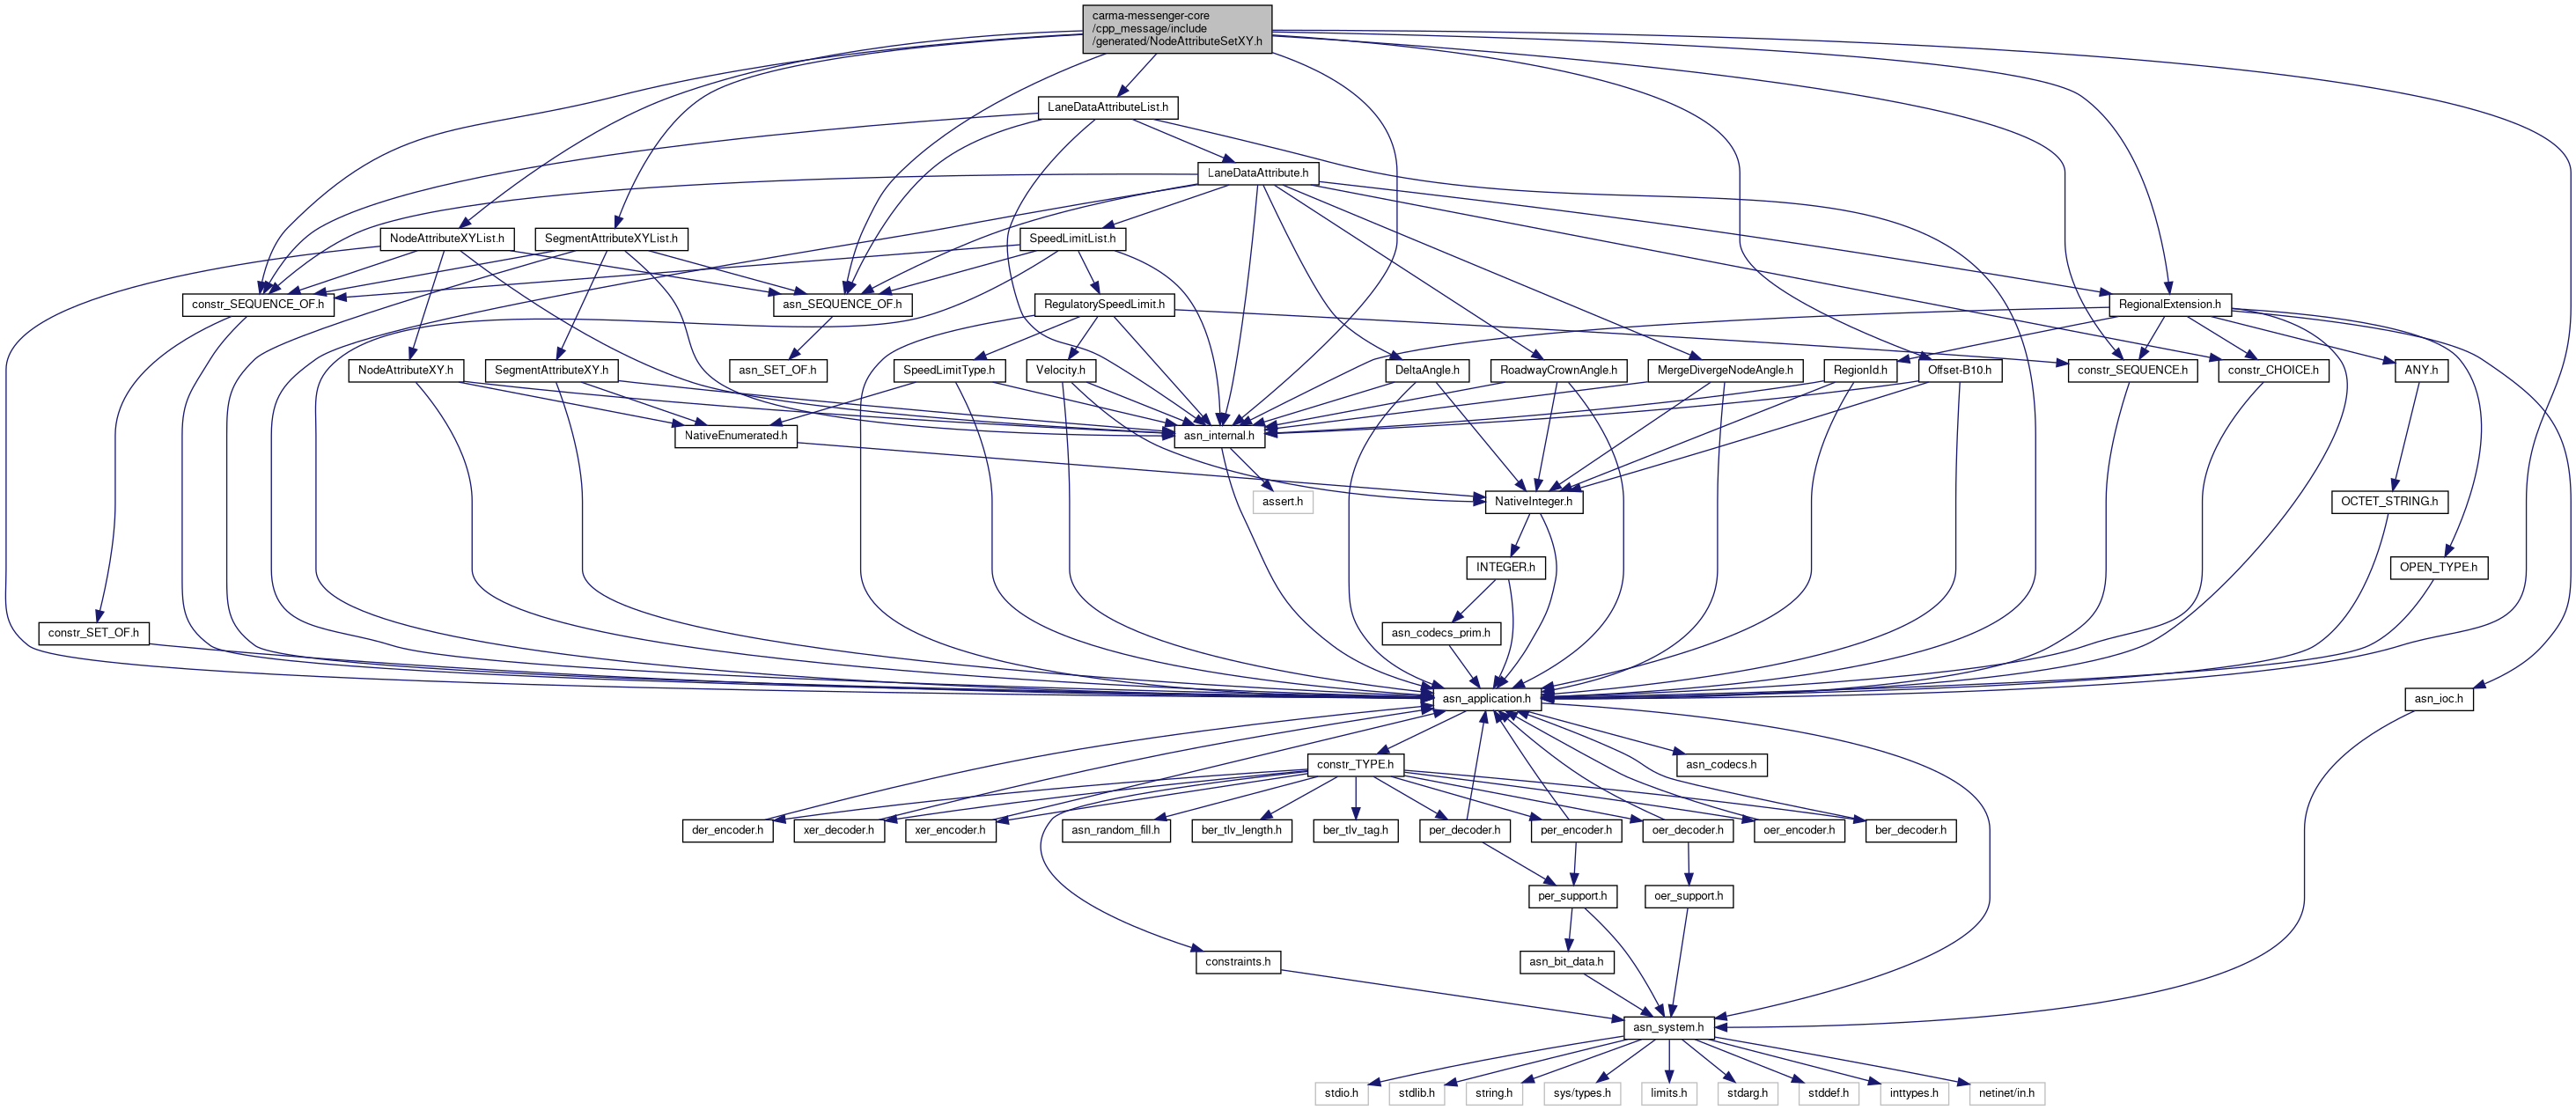 carma-messenger-core
/cpp_message/include
/generated/NodeAttributeSetXY.h
LaneDataAttributeList.h
LaneDataAttribute.h
NodeAttributeXYList.h
SegmentAttributeXYList.h
SpeedLimitList.h
constr_SEQUENCE_OF.h
asn_SEQUENCE_OF.h
RegulatorySpeedLimit.h
RegionalExtension.h
NodeAttributeXY.h
SegmentAttributeXY.h
asn_SET_OF.h
SpeedLimitType.h
Velocity.h
DeltaAngle.h
RoadwayCrownAngle.h
MergeDivergeNodeAngle.h
RegionId.h
Offset-B10.h
constr_SEQUENCE.h
constr_CHOICE.h
ANY.h
NativeEnumerated.h
asn_internal.h
assert.h
NativeInteger.h
OCTET_STRING.h
INTEGER.h
OPEN_TYPE.h
constr_SET_OF.h
asn_codecs_prim.h
asn_application.h
asn_ioc.h
constr_TYPE.h
asn_codecs.h
der_encoder.h
xer_decoder.h
xer_encoder.h
asn_random_fill.h
ber_tlv_length.h
ber_tlv_tag.h
per_decoder.h
per_encoder.h
oer_decoder.h
oer_encoder.h
ber_decoder.h
per_support.h
oer_support.h
constraints.h
asn_bit_data.h
asn_system.h
stdio.h
stdlib.h
string.h
sys/types.h
limits.h
stdarg.h
stddef.h
inttypes.h
netinet/in.h